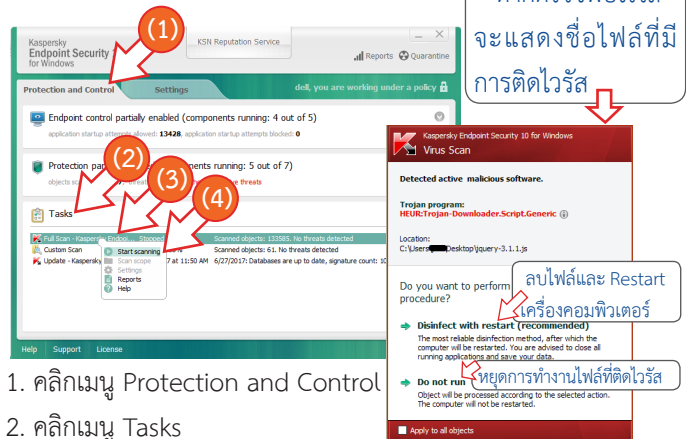 KSN Reputation Service
Kaspersky
Endpoint Security
for Windows
Reports Quarantine
(1)
Protection and Control
Settings
dell, you are working under a policy
Endpoint control partially enabled (components running: 4 out of 5)
application startup attempts allowed: 13428, application startup attempts blocked: 0
Protection
running: 5 out of 7)
objects
threats
(2)
(3)
(4)
Tasks
Full Scan - Kaspersky
Scanned objects: 133585. No threats detected
Custom Scan
Scanned objects: 61. No threats detected
Update - Kaspersky
7 at 11:50 AM
6/27/2017: Databases are up to date, signature count: 10
Start scanning
Scan scope
Settings
Reports
Help
Help Support License
จะแสดงชื่อไฟล์ที่มี
การติดไวรัส
Kaspersky Endpoint Security 10 for Windows
Virus Scan
Detected active malicious software.
Trojan program:
HEUR:Trojan-Downloader.Script.Generic
Location:
C:\Users\
Desktop\jquery-3.1.1.js
Do you want to perform
procedure?
ลบไฟล์และ Restart
เครื่องคอมพิวเตอร์
Disinfect with restart (recommended)
The most reliable disinfection method, after which the
computer will be restarted. You are advised to close all
running applications and save your data.
Do not run
หยุดการทำงานไฟล์ที่ติดไวรัส
Object will be processed according to the selected action.
The computer will not be restarted.
Apply to all objects
1. คลิกเมนู Protection and Control
2. คลิกเมนู Tasks